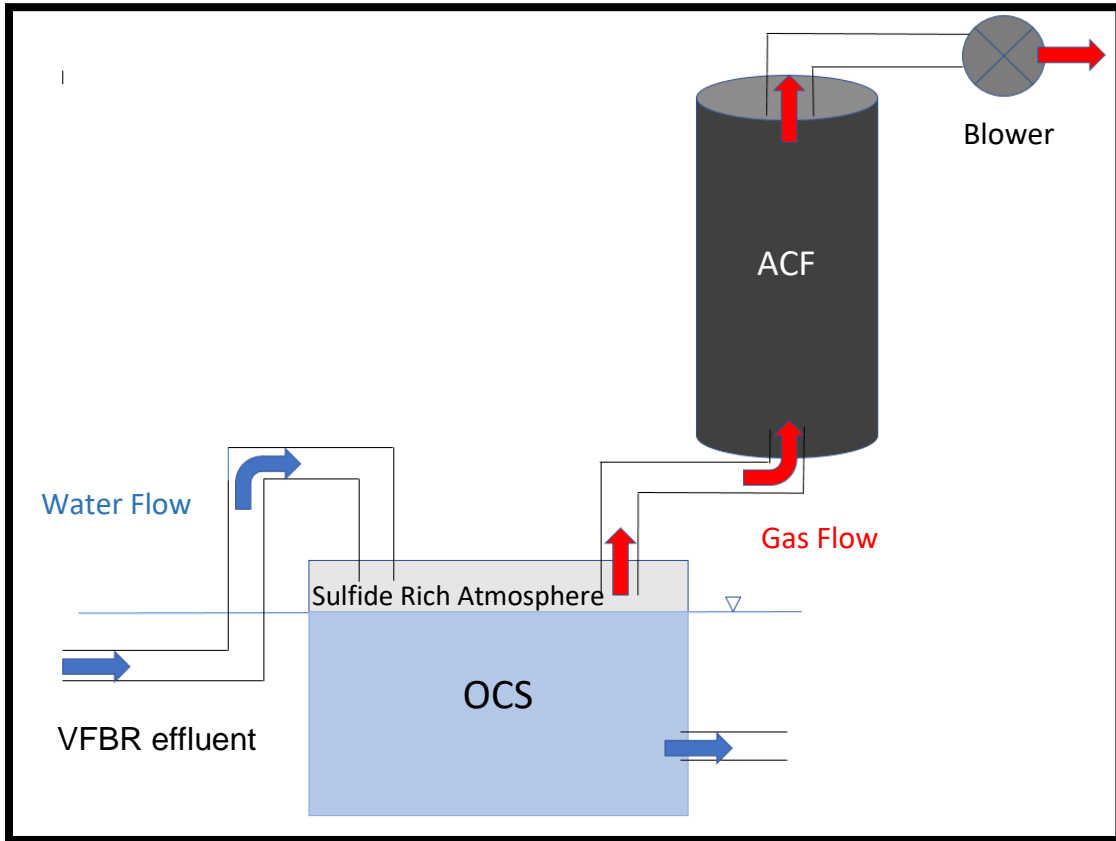 Blower
ACF
Water Flow
Gas Flow
Sulfide Rich Atmosphere
OCS
VFBR effluent